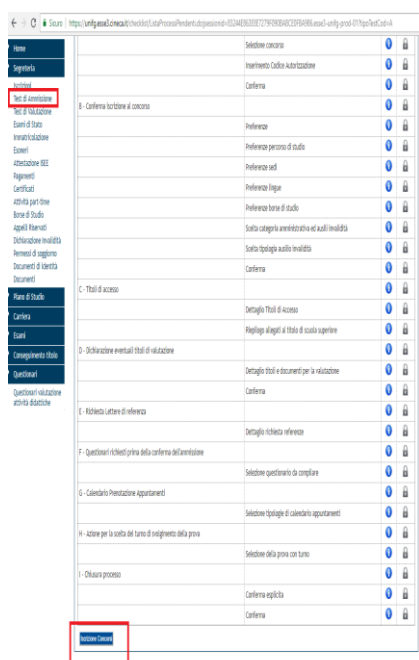 Sicuro
https://unifg.esse3.cineca.it
Home
Segreteria
Iscrizioni
Test di Ammissione
Test di Valutazione
Esami di Stato
Immatricolazione
Esoneri
Attestazione ISEE
Pagamenti
Certificati
Attività part-time
Borse di Studio
Appelli Riservati
Dichiarazione Invalidità
Permessi di soggiorno
Documenti di identità
Documenti
Piano di Studio
Carriera
Esami
Conseguimento titolo
Questionari
Questionari valutazione
attività didattiche
Selezione concorso
Inserimento Codice Autorizzazione
Conferma
B - Conferma iscrizione al concorso
Preferenze
Preferenze percorso di studio
Preferenze sedi
Preferenze lingue
Preferenze borse di studio
Scelta categoria amministrativa ed ausili invalidità
Scelta tipologia ausilio invalidità
Conferma
C - Titoli di accesso
Dettaglio Titoli di Accesso
Riepilogo allegati al titolo di scuola superiore
D - Dichiarazione eventuali titoli di valutazione
Dettaglio titoli e documenti per la valutazione
Conferma
E - Richiesta Lettere di referenza
Dettaglio richiesta referenze
F - Questionari richiesti prima della conferma dell'ammissione
Selezione questionario da compilare
G - Calendario Prenotazione Appuntamenti
Selezione tipologie di calendario appuntamenti
H - Azione per la scelta del turno di svolgimento della prova
Selezione della prova con turno
I - Chiusura processo
Conferma esplicita
Conferma
Iscrizione Concorsi